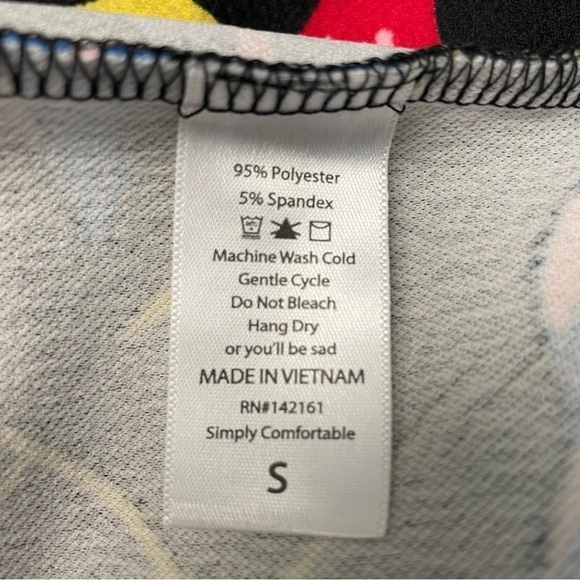 95% Polyester
5% Spandex
Machine Wash Cold
Gentle Cycle
Do Not Bleach
Hang Dry
or you'll be sad
MADE IN VIETNAM
RN#142161
Simply Comfortable
S